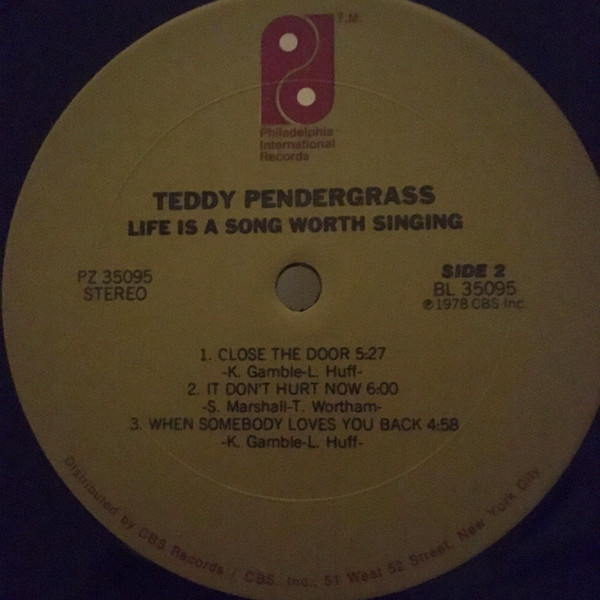 T.M.
Philadelphia
International
Records
TEDDY PENDERGRASS
LIFE IS A SONG WORTH SINGING
PZ 35095
STEREO
SIDE 2
BL 35095
℗ 1978 CBS Inc.
1. CLOSE THE DOOR 5:27
-K. Gamble-L. Huff-
2. IT DON'T HURT NOW 6:00
-S. Marshall-T. Wortham-
3. WHEN SOMEBODY LOVES YOU BACK 4:58
-K. Gamble-L. Huff-
Distributed by CBS Records / CBS, Inc., 51 West 52 Street, New York City